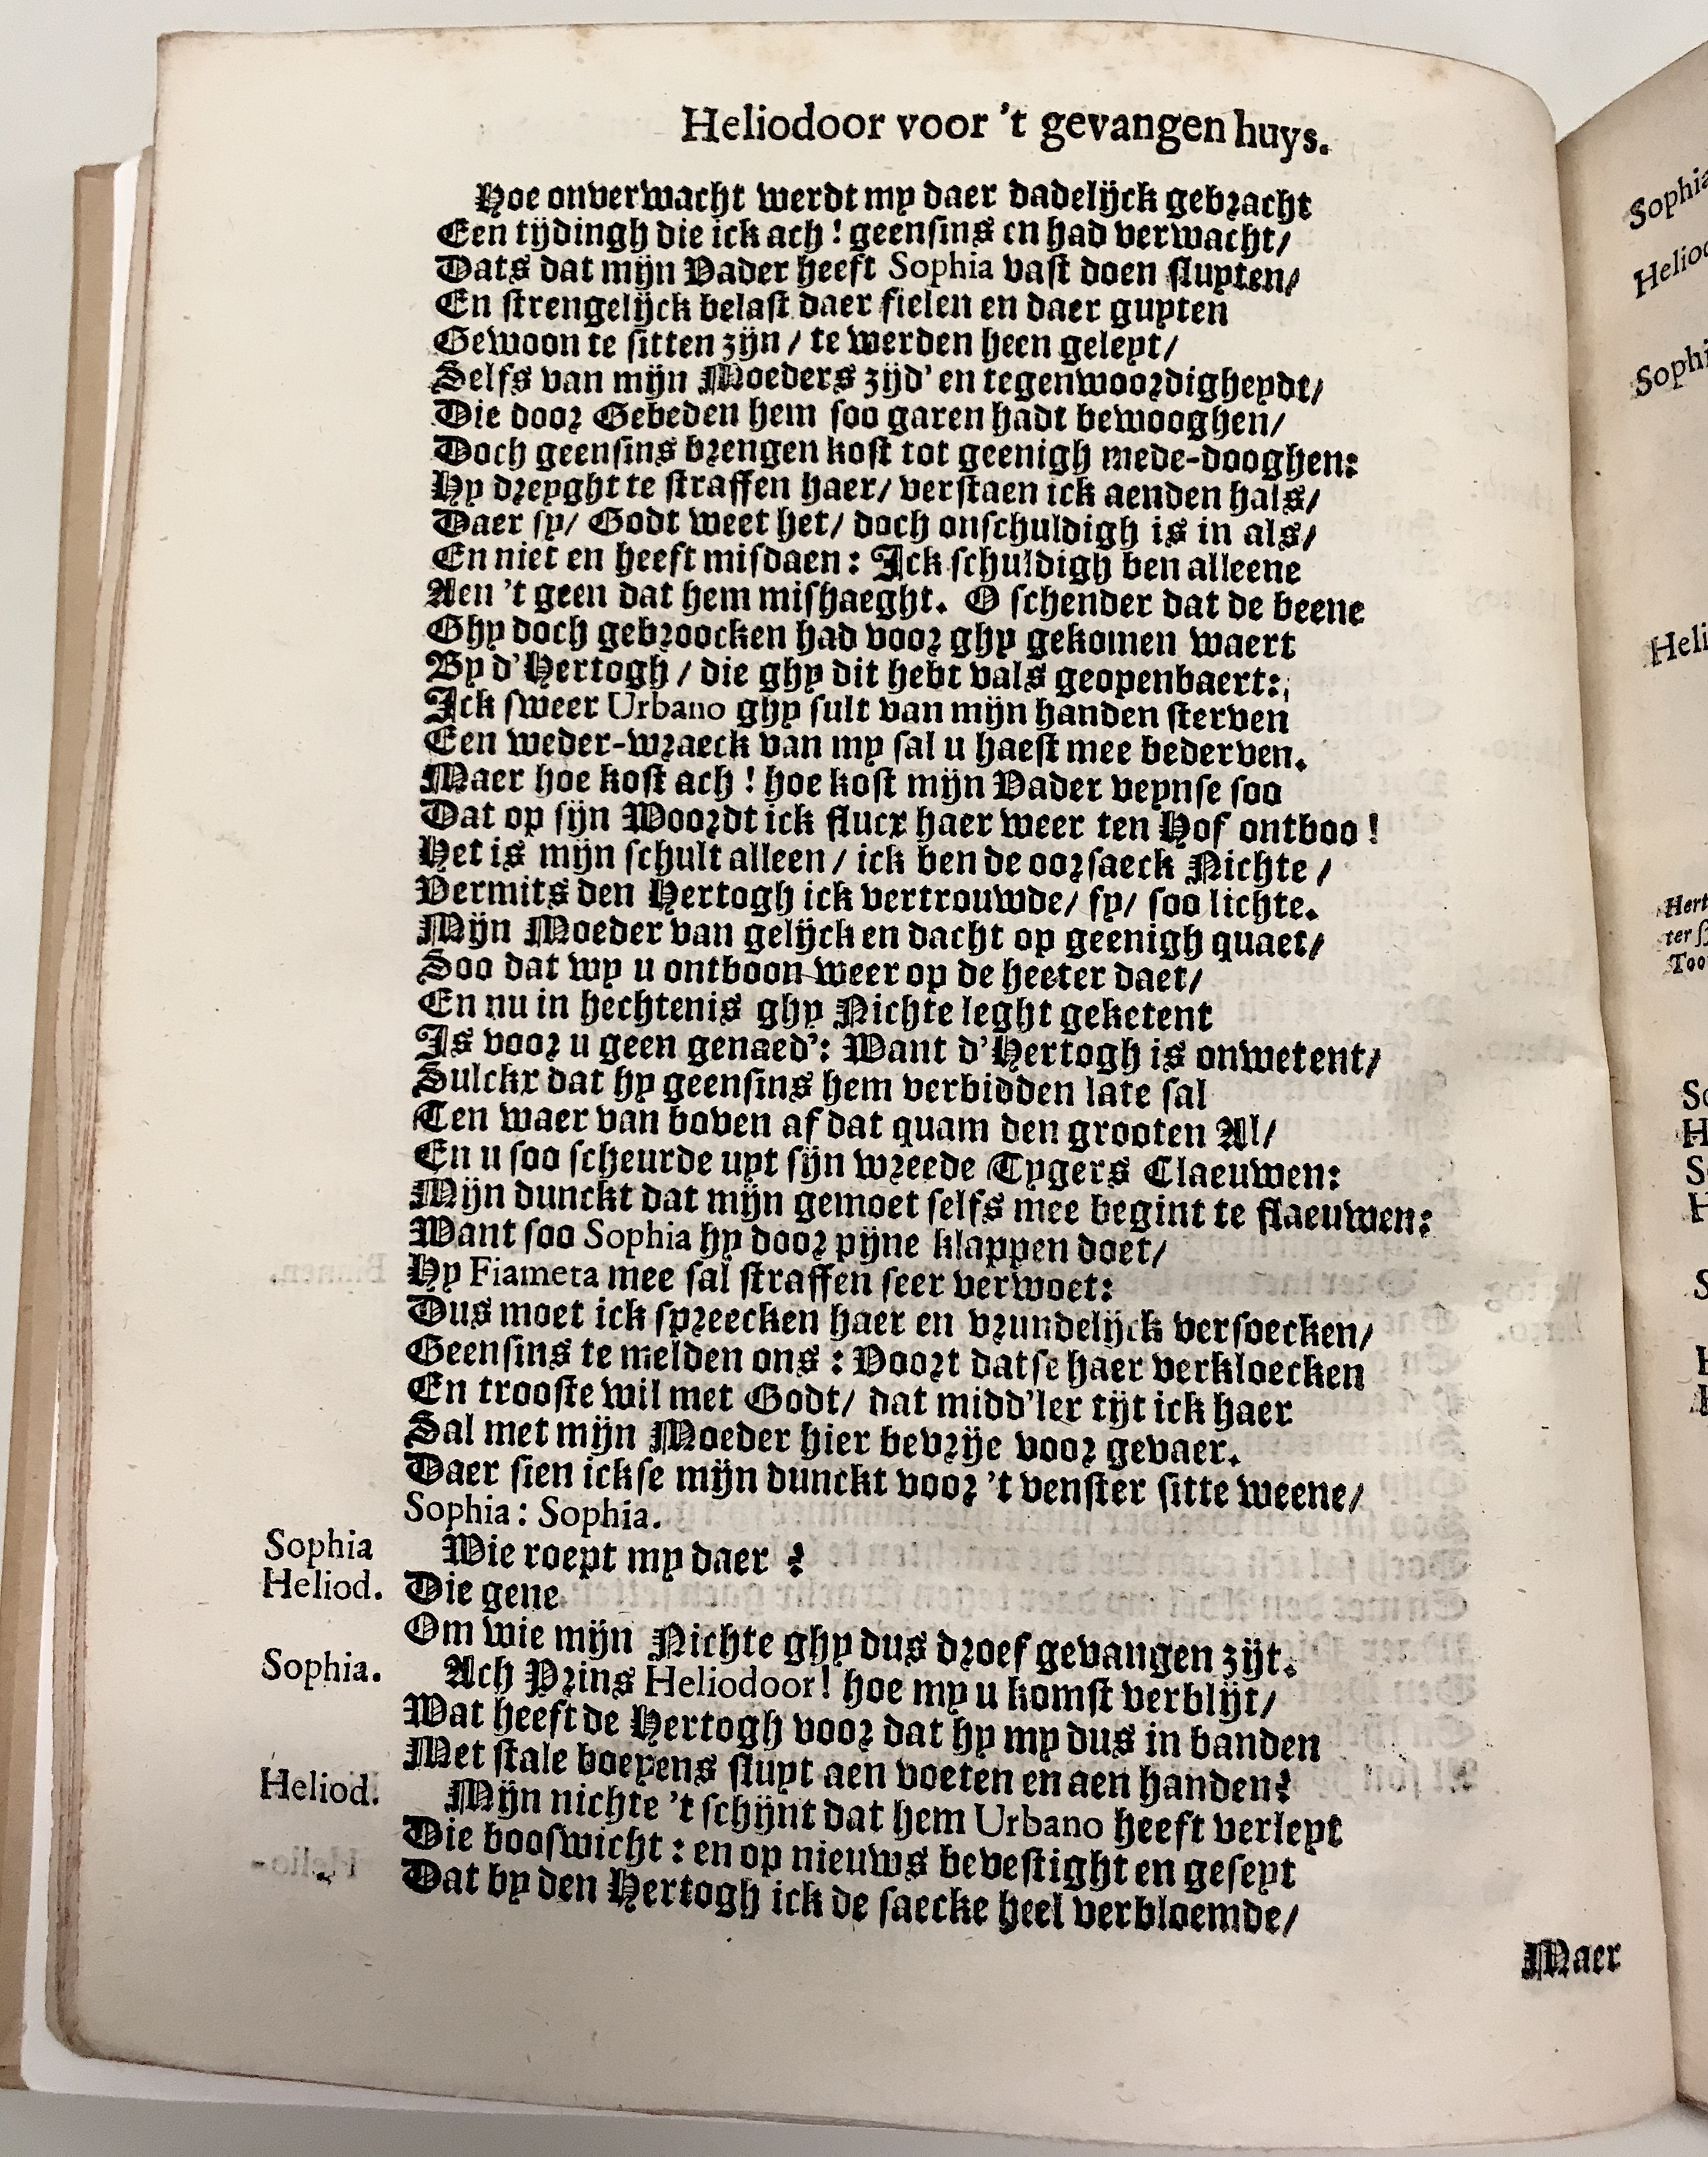 Heliodoor voor 't gevangen huys.
Hoe onverwacht werdt my daer dadelijck gebracht
Een tijdingh die ick ach! geensins en had verwacht/
Dats dat mijn Vader heeft Sophia vast doen sluyten/
En strengelijck belast daer fielen en daer guyten
Gewoon te sitten zijn / te werden heen geleyt/
Selfs van mijn Moeders zijd' en tegenwoordigheydt/
Die door Gebeden hem soo garen hadt bewooghen/
Doch geensins brengen kost tot geenigh mede-dooghen:
Hy dreyght te straffen haer/ verstaen ick aenden hals/
Daer sy/ Godt weet het/ doch onschuldigh is in als/
En niet en heeft misdaen: Ick schuldigh ben alleene
Aen 't geen dat hem mishaeght. O schender dat de beene
Ghy doch gebroocken had voor ghy gekomen waert
By d'Hertogh / die ghy dit hebt vals geopenbaert:
Ick sweer Urbano ghy sult van mijn handen sterven
Een weder-wraeck van my sal u haest mee bederven.
Maer hoe kost ach! hoe kost mijn Vader veynse soo
Dat op sijn Woordt ick flucx haer weer ten Hof ontboo!
Het is mijn schult alleen / ick ben de oorsaeck Nichte /
Vermits den Hertogh ick vertrouwde/ sy/ soo lichte.
Mijn Moeder van gelijck en dacht op geenigh quaet/
Soo dat wy u ontboon weer op de heeter daet/
En nu in hechtenis ghy Nichte leght geketent
Is voor u geen genaed': Want d'Hertogh is onwetent/
Sulckx dat hy geensins hem verbidden late sal
Ten waer van boven af dat quam den grooten Al/
En u soo scheurde uyt sijn wreede Tygers Claeuwen:
Mijn dunckt dat mijn gemoet selfs mee begint te flaeuwen:
Want soo Sophia hy door pijne klappen doet/
Hy Fiameta mee sal straffen seer verwoet:
Dus moet ick spreecken haer en vrundelijck versoecken/
Geensins te melden ons : Voort datse haer verkloecken
En trooste wil met Godt/ dat midd'ler tijt ick haer
Sal met mijn Moeder hier bevrije voor gevaer.
Daer sien ickse mijn dunckt voor 't venster sitte weene/
Sophia: Sophia.
Sophia Wie roept my daer ?
Heliod. Die gene
Om wie mijn Nichte ghy dus droef gevangen zijt.
Sophia. Ach Prins Heliodoor! hoe my u komst verblijt/
Wat heeft de Hertogh voor dat hy my dus in banden
Met stale boeyens sluyt aen voeten en aen handen?
Heliod. Mijn nichte 't schijnt dat hem Urbano heeft verleyt
Die booswicht : en op nieuws bevestight en geseyt
Dat by den Hertogh ick de saecke heel verbloemde/
Maer